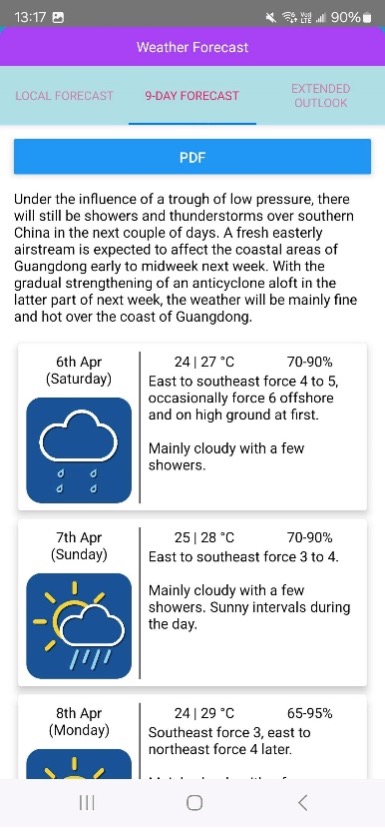 13:17
90%
Weather Forecast
LOCAL FORECAST
9-DAY FORECAST
EXTENDED
OUTLOOK
PDF
Under the influence of a trough of low pressure, there
will still be showers and thunderstorms over southern
China in the next couple of days. A fresh easterly
airstream is expected to affect the coastal areas of
Guangdong early to midweek next week. With the
gradual strengthening of an anticyclone aloft in the
latter part of next week, the weather will be mainly fine
and hot over the coast of Guangdong.
6th Apr
(Saturday)
24 | 27 °C 70-90%
East to southeast force 4 to 5,
occasionally force 6 offshore
and on high ground at first.
Mainly cloudy with a few
showers.
7th Apr
(Sunday)
25 | 28 °C 70-90%
East to southeast force 3 to 4.
Mainly cloudy with a few
showers. Sunny intervals during
the day.
8th Apr
(Monday)
24 | 29 °C 65-95%
Southeast force 3, east to
northeast force 4 later.